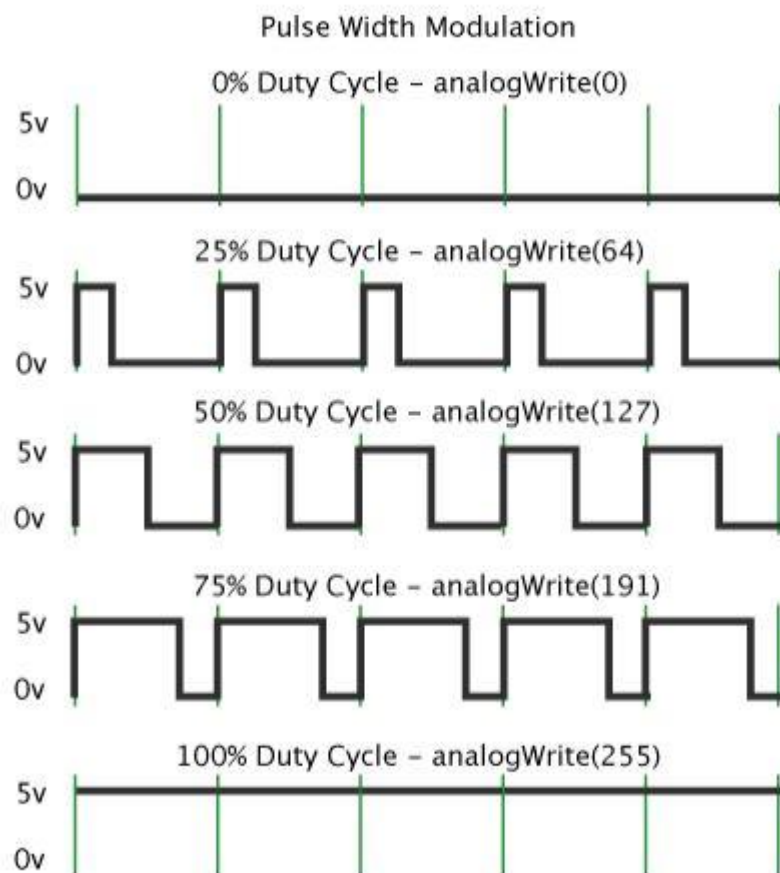 Pulse Width Modulation
0% Duty Cycle – analogWrite(0)
5v
0v
25% Duty Cycle – analogWrite(64)
5v
0v
50% Duty Cycle – analogWrite(127)
5v
0v
75% Duty Cycle – analogWrite(191)
5v
0v
100% Duty Cycle – analogWrite(255)
5v
0v